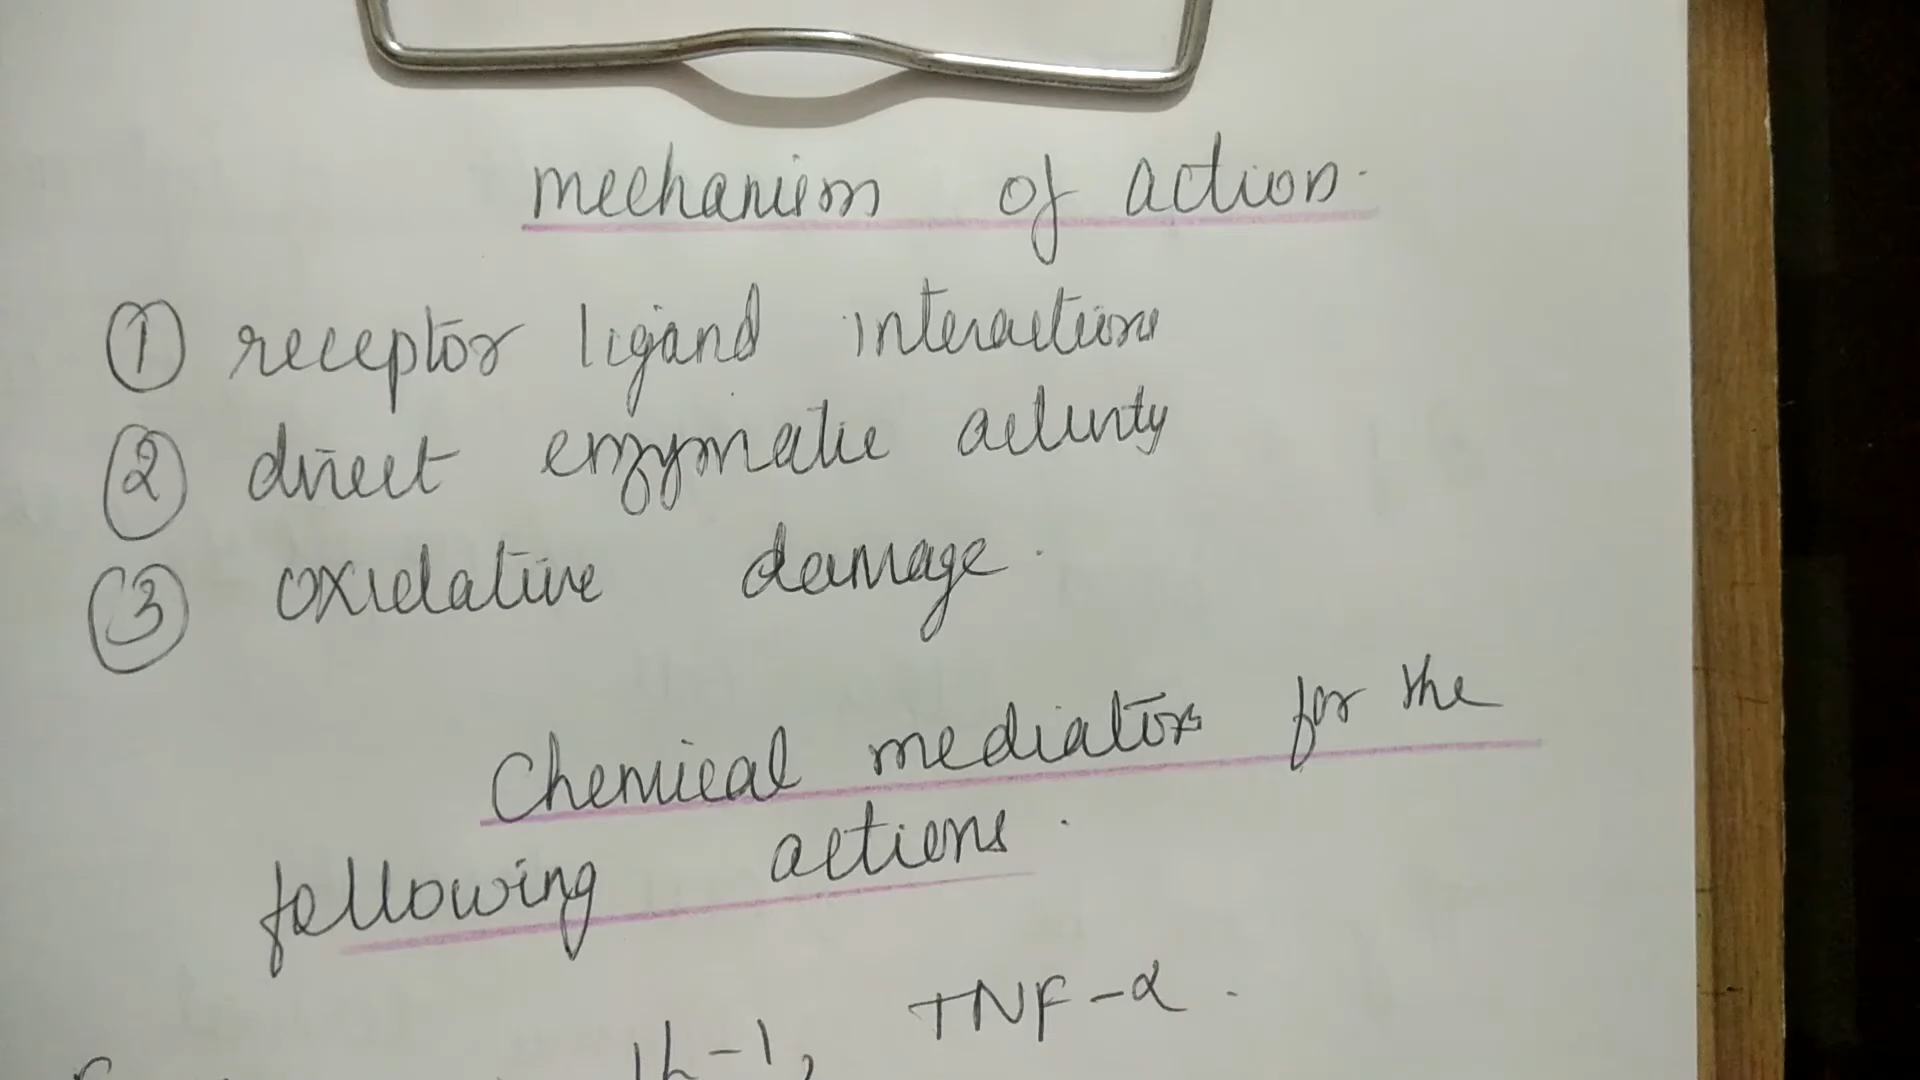 mechanism of action.
① receptor ligand interactions
② direct enzymatic activity
③ oxidative damage.
Chemical mediators for the
following actions.
IL-1, TNF-α.